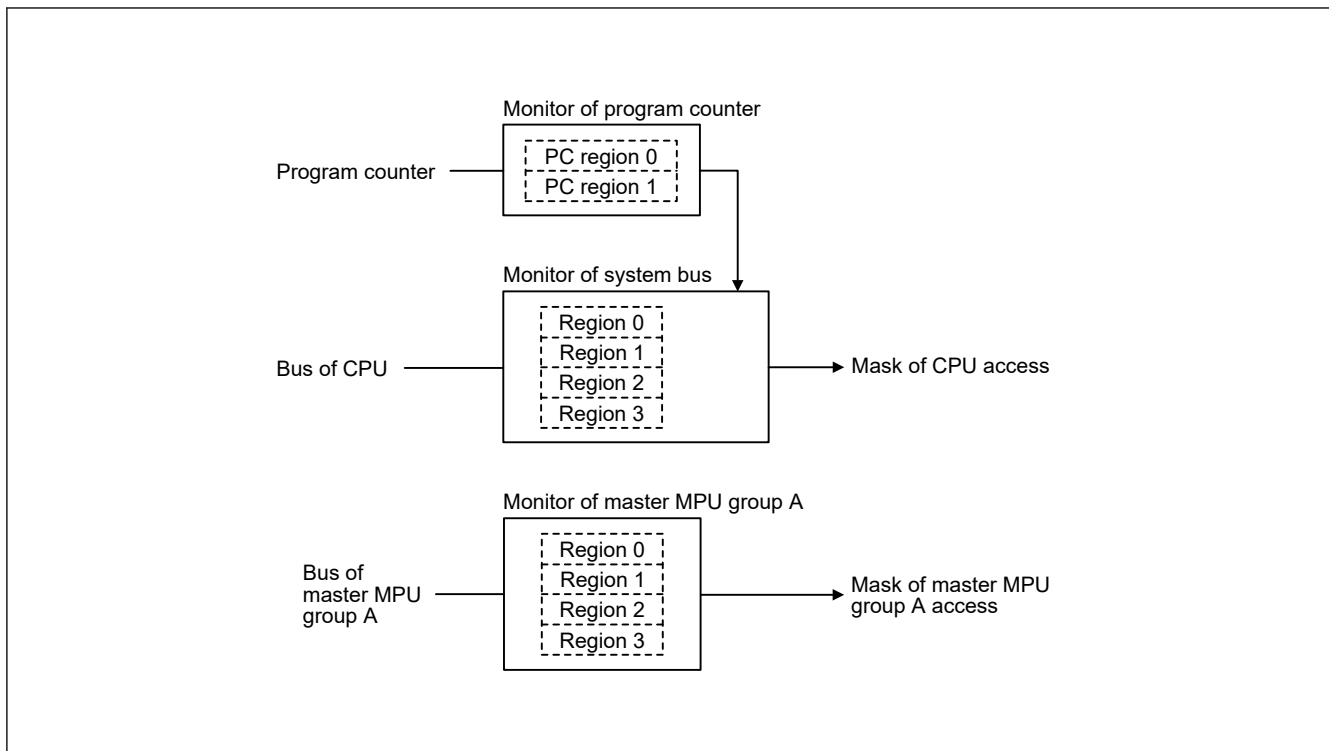 Monitor of program counter
Program counter
PC region 0
PC region 1
Monitor of system bus
Bus of CPU
Region 0
Region 1
Region 2
Region 3
Mask of CPU access
Monitor of master MPU group A
Bus of
master MPU
group A
Region 0
Region 1
Region 2
Region 3
Mask of master MPU
group A access